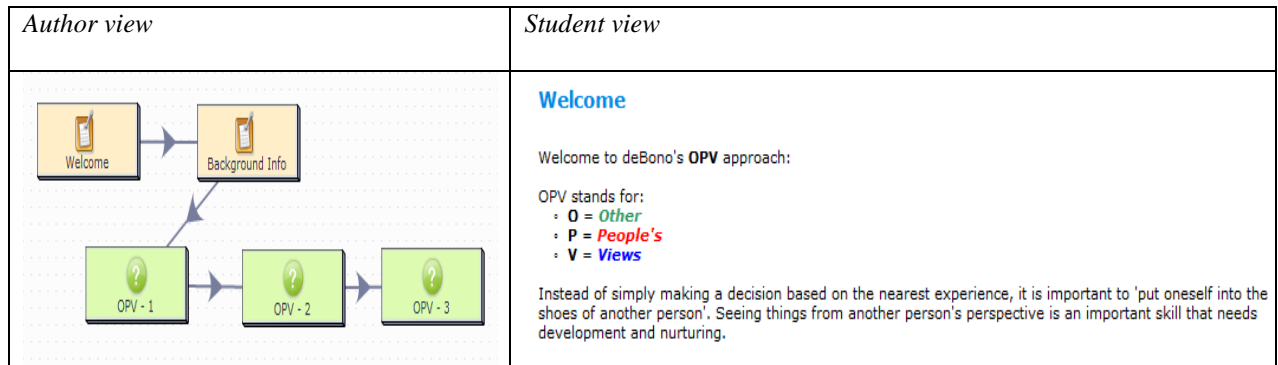 Author view
Student view
Welcome
Background Info
OPV - 1
OPV - 2
OPV - 3
Welcome
Welcome to deBono's OPV approach:
OPV stands for:
◦ O = Other
◦ P = People's
◦ V = Views
Instead of simply making a decision based on the nearest experience, it is important to 'put oneself into the
shoes of another person'. Seeing things from another person's perspective is an important skill that needs
development and nurturing.